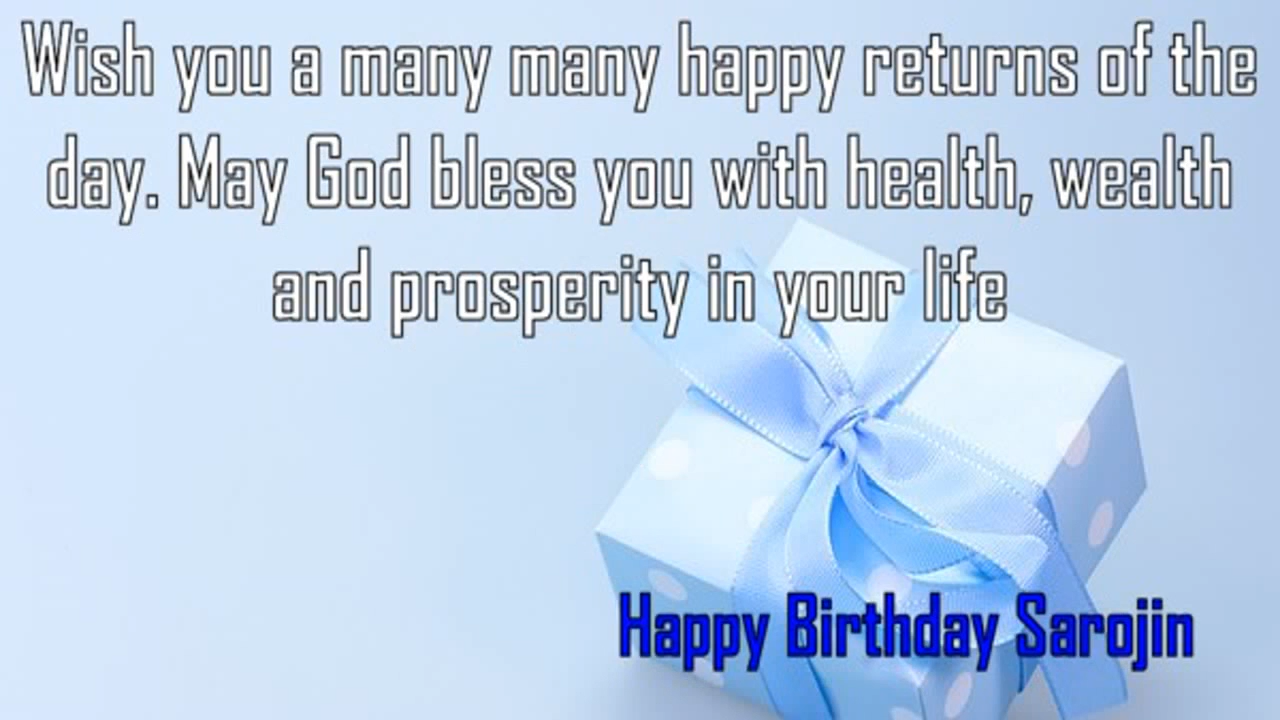 Wish you a many many happy returns of the
day. May God bless you with health, wealth
and prosperity in your life
Happy Birthday Sarojin